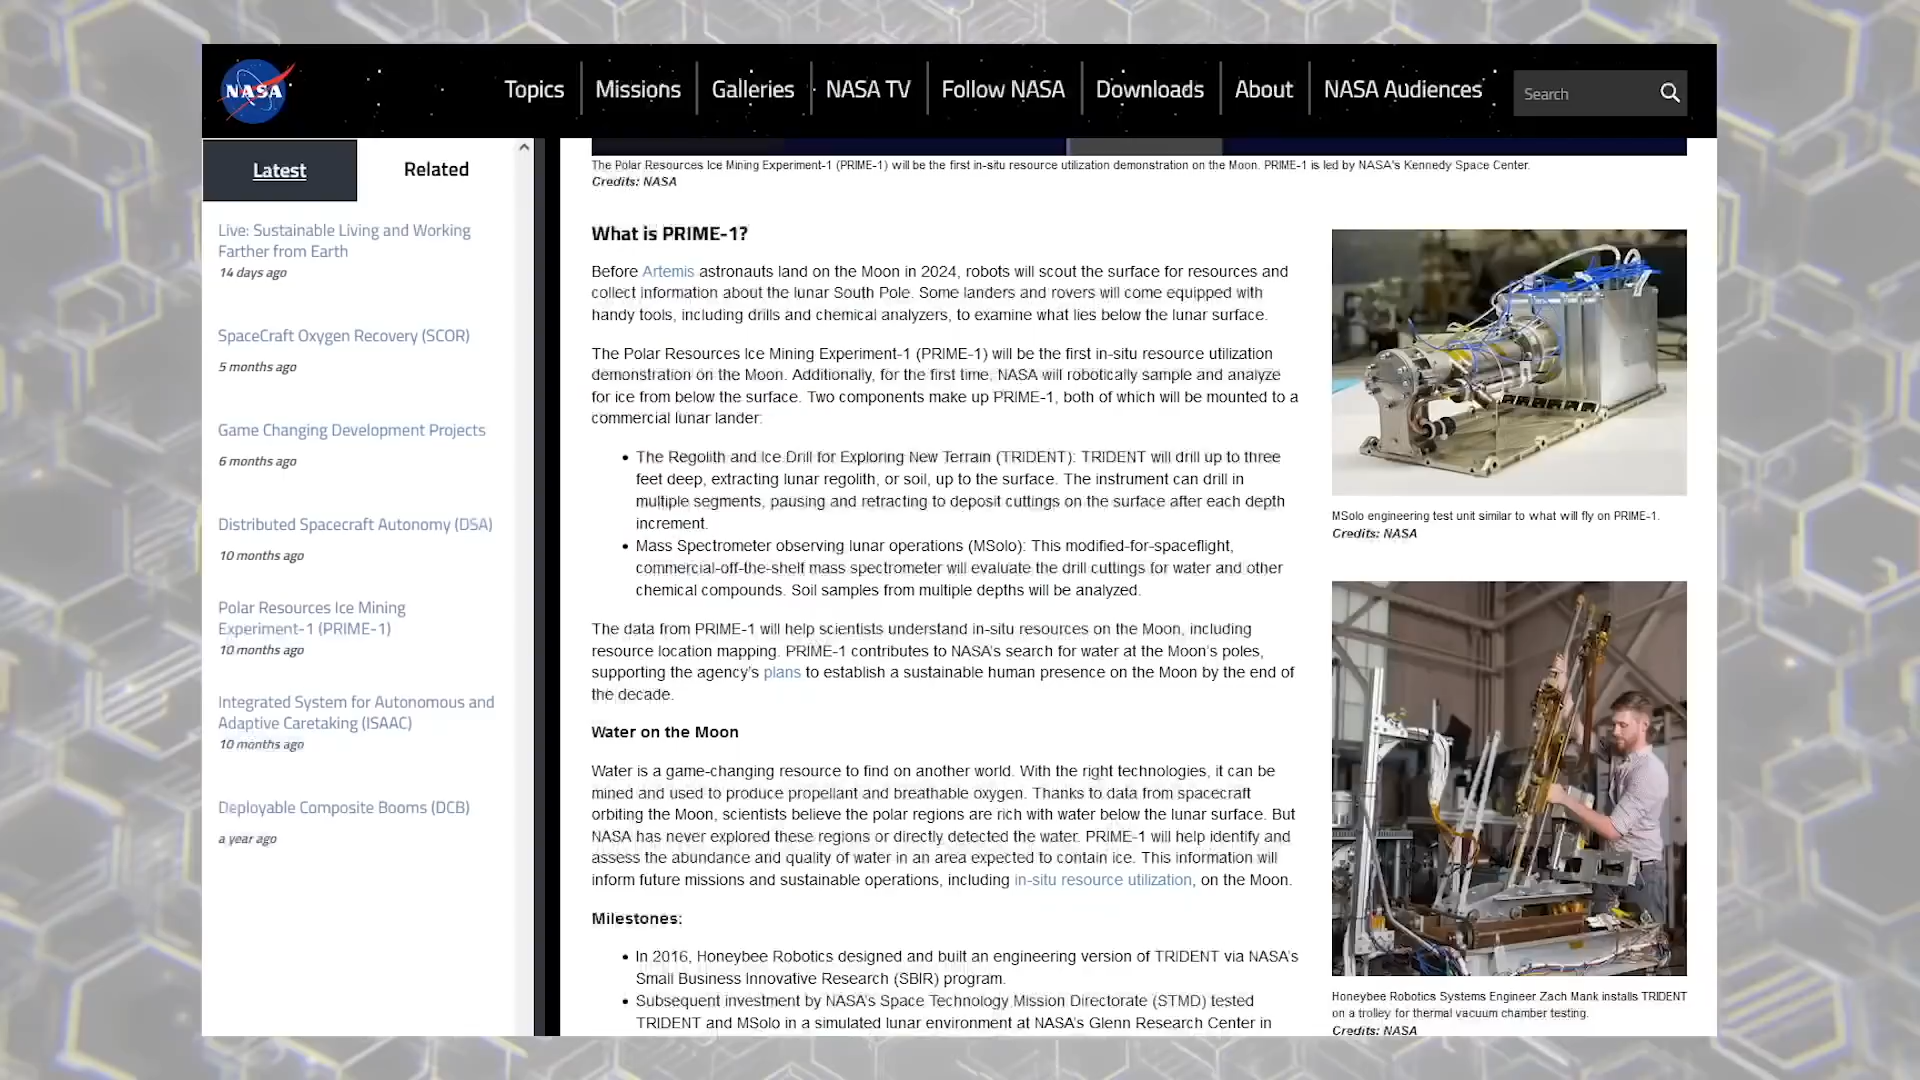 NASA
Topics
Missions
Galleries
NASA TV
Follow NASA
Downloads
About
NASA Audiences
Search
Latest
Related
Live: Sustainable Living and Working
Farther from Earth
14 days ago
SpaceCraft Oxygen Recovery (SCOR)
5 months ago
Game Changing Development Projects
6 months ago
Distributed Spacecraft Autonomy (DSA)
10 months ago
Polar Resources Ice Mining
Experiment-1 (PRIME-1)
10 months ago
Integrated System for Autonomous and
Adaptive Caretaking (ISAAC)
10 months ago
Deployable Composite Booms (DCB)
a year ago
The Polar Resources Ice Mining Experiment-1 (PRIME-1) will be the first in-situ resource utilization demonstration on the Moon. PRIME-1 is led by NASA's Kennedy Space Center.
Credits: NASA
What is PRIME-1?
Before Artemis astronauts land on the Moon in 2024, robots will scout the surface for resources and
collect information about the lunar South Pole. Some landers and rovers will come equipped with
handy tools, including drills and chemical analyzers, to examine what lies below the lunar surface.
The Polar Resources Ice Mining Experiment-1 (PRIME-1) will be the first in-situ resource utilization
demonstration on the Moon. Additionally, for the first time, NASA will robotically sample and analyze
for ice from below the surface. Two components make up PRIME-1, both of which will be mounted to a
commercial lunar lander:
• The Regolith and Ice Drill for Exploring New Terrain (TRIDENT): TRIDENT will drill up to three
feet deep, extracting lunar regolith, or soil, up to the surface. The instrument can drill in
multiple segments, pausing and retracting to deposit cuttings on the surface after each depth
increment.
• Mass Spectrometer observing lunar operations (MSolo): This modified-for-spaceflight,
commercial-off-the-shelf mass spectrometer will evaluate the drill cuttings for water and other
chemical compounds. Soil samples from multiple depths will be analyzed.
The data from PRIME-1 will help scientists understand in-situ resources on the Moon, including
resource location mapping. PRIME-1 contributes to NASA's search for water at the Moon's poles,
supporting the agency's plans to establish a sustainable human presence on the Moon by the end of
the decade.
Water on the Moon
Water is a game-changing resource to find on another world. With the right technologies, it can be
mined and used to produce propellant and breathable oxygen. Thanks to data from spacecraft
orbiting the Moon, scientists believe the polar regions are rich with water below the lunar surface. But
NASA has never explored these regions or directly detected the water. PRIME-1 will help identify and
assess the abundance and quality of water in an area expected to contain ice. This information will
inform future missions and sustainable operations, including in-situ resource utilization, on the Moon.
Milestones:
• In 2016, Honeybee Robotics designed and built an engineering version of TRIDENT via NASA's
Small Business Innovative Research (SBIR) program.
• Subsequent investment by NASA's Space Technology Mission Directorate (STMD) tested
TRIDENT and MSolo in a simulated lunar environment at NASA's Glenn Research Center in
MSolo engineering test unit similar to what will fly on PRIME-1.
Credits: NASA
Honeybee Robotics Systems Engineer Zach Mank installs TRIDENT
on a trolley for thermal vacuum chamber testing.
Credits: NASA